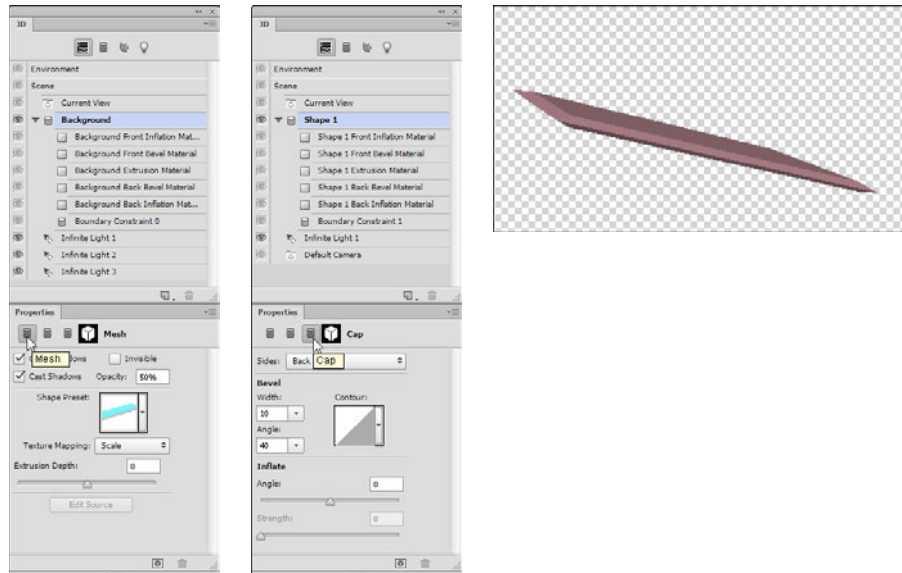 3D
Environment
Scene
Current View
Background
Background Front Inflation Mat...
Background Front Bevel Material
Background Extrusion Material
Background Back Bevel Material
Background Back Inflation Mat...
Boundary Constraint 0
Infinite Light 1
Infinite Light 2
Infinite Light 3
Properties
Mesh
Mesh
Invisible
Cast Shadows Opacity: 50%
Shape Preset:
Texture Mapping: Scale
Extrusion Depth: 0
Edit Source
3D
Environment
Scene
Current View
Shape 1
Shape 1 Front Inflation Material
Shape 1 Front Bevel Material
Shape 1 Extrusion Material
Shape 1 Back Bevel Material
Shape 1 Back Inflation Material
Boundary Constraint 1
Infinite Light 1
Default Camera
Properties
Cap
Sides: Back Cap
Bevel
Width: Contour:
10
Angle:
40
Inflate
Angle: 0
Strength: 0